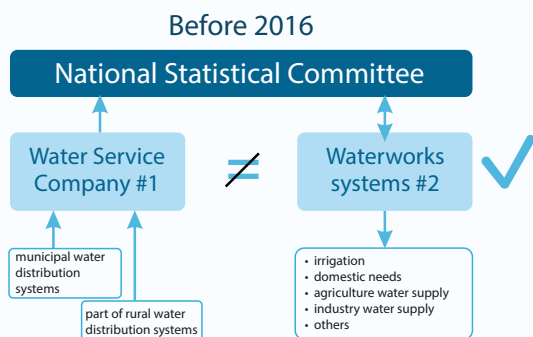 Before 2016
National Statistical Committee
Water Service
Company #1
≠
Waterworks
systems #2
municipal water
distribution
systems
part of rural water
distribution systems
• irrigation
• domestic needs
• agriculture water supply
• industry water supply
• others